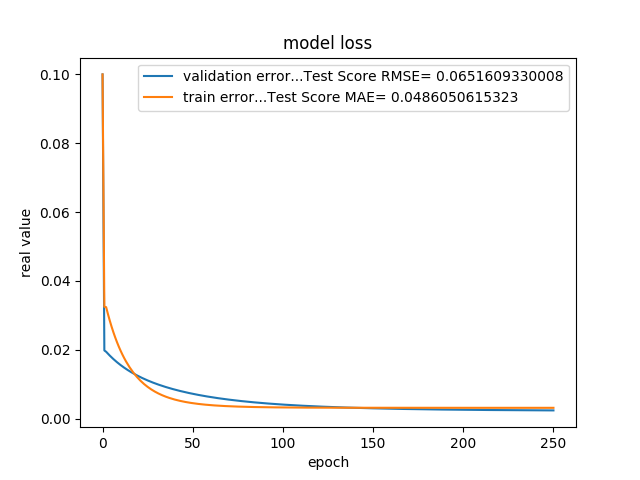 model loss
validation error...Test Score RMSE= 0.0651609330008
train error...Test Score MAE= 0.0486050615323
real value
0.10
0.08
0.06
0.04
0.02
0.00
0 50 100 150 200 250
epoch